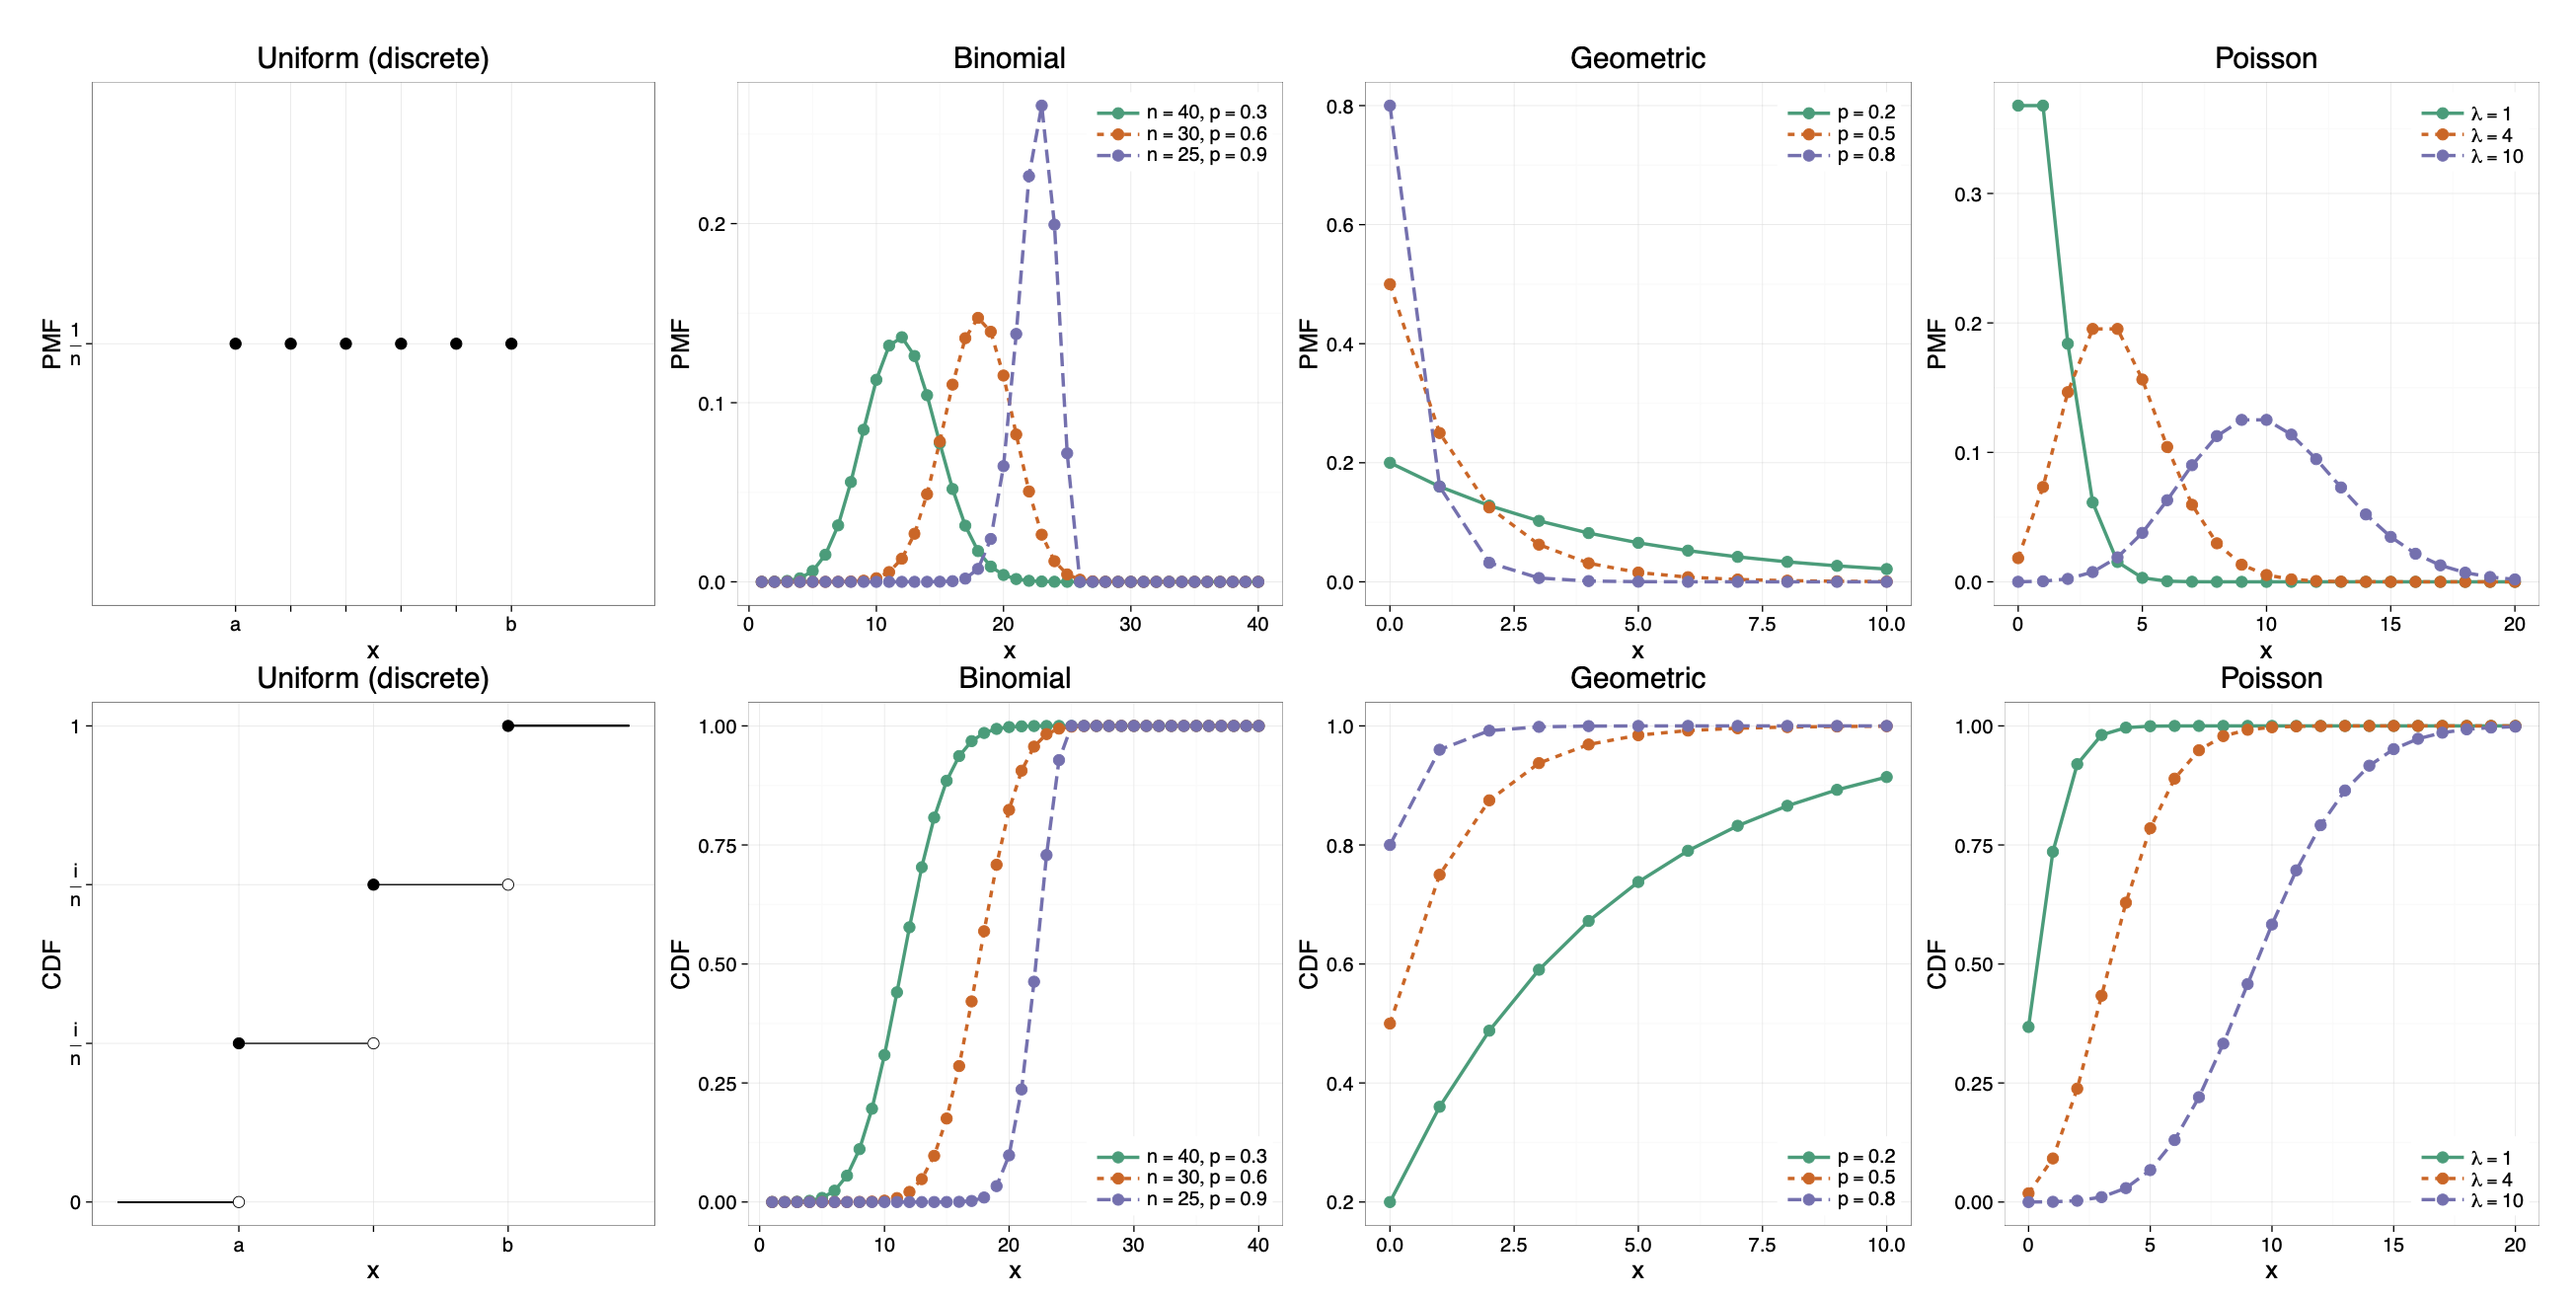 Uniform (discrete)
PMF
1
n
a
b
x
Binomial
n = 40, p = 0.3
n = 30, p = 0.6
n = 25, p = 0.9
PMF
0.2
0.1
0.0
0 10 20 30 40
x
Geometric
p = 0.2
p = 0.5
p = 0.8
PMF
0.8
0.6
0.4
0.2
0.0
0.0 2.5 5.0 7.5 10.0
x
Poisson
λ = 1
λ = 4
λ = 10
PMF
0.3
0.2
0.1
0.0
0 5 10 15 20
x
Uniform (discrete)
CDF
1
i
n
i
n
0
a
b
x
Binomial
CDF
1.00
0.75
0.50
0.25
0.00
n = 40, p = 0.3
n = 30, p = 0.6
n = 25, p = 0.9
0 10 20 30 40
x
Geometric
CDF
1.0
0.8
0.6
0.4
0.2
p = 0.2
p = 0.5
p = 0.8
0.0 2.5 5.0 7.5 10.0
x
Poisson
CDF
1.00
0.75
0.50
0.25
0.00
λ = 1
λ = 4
λ = 10
0 5 10 15 20
x